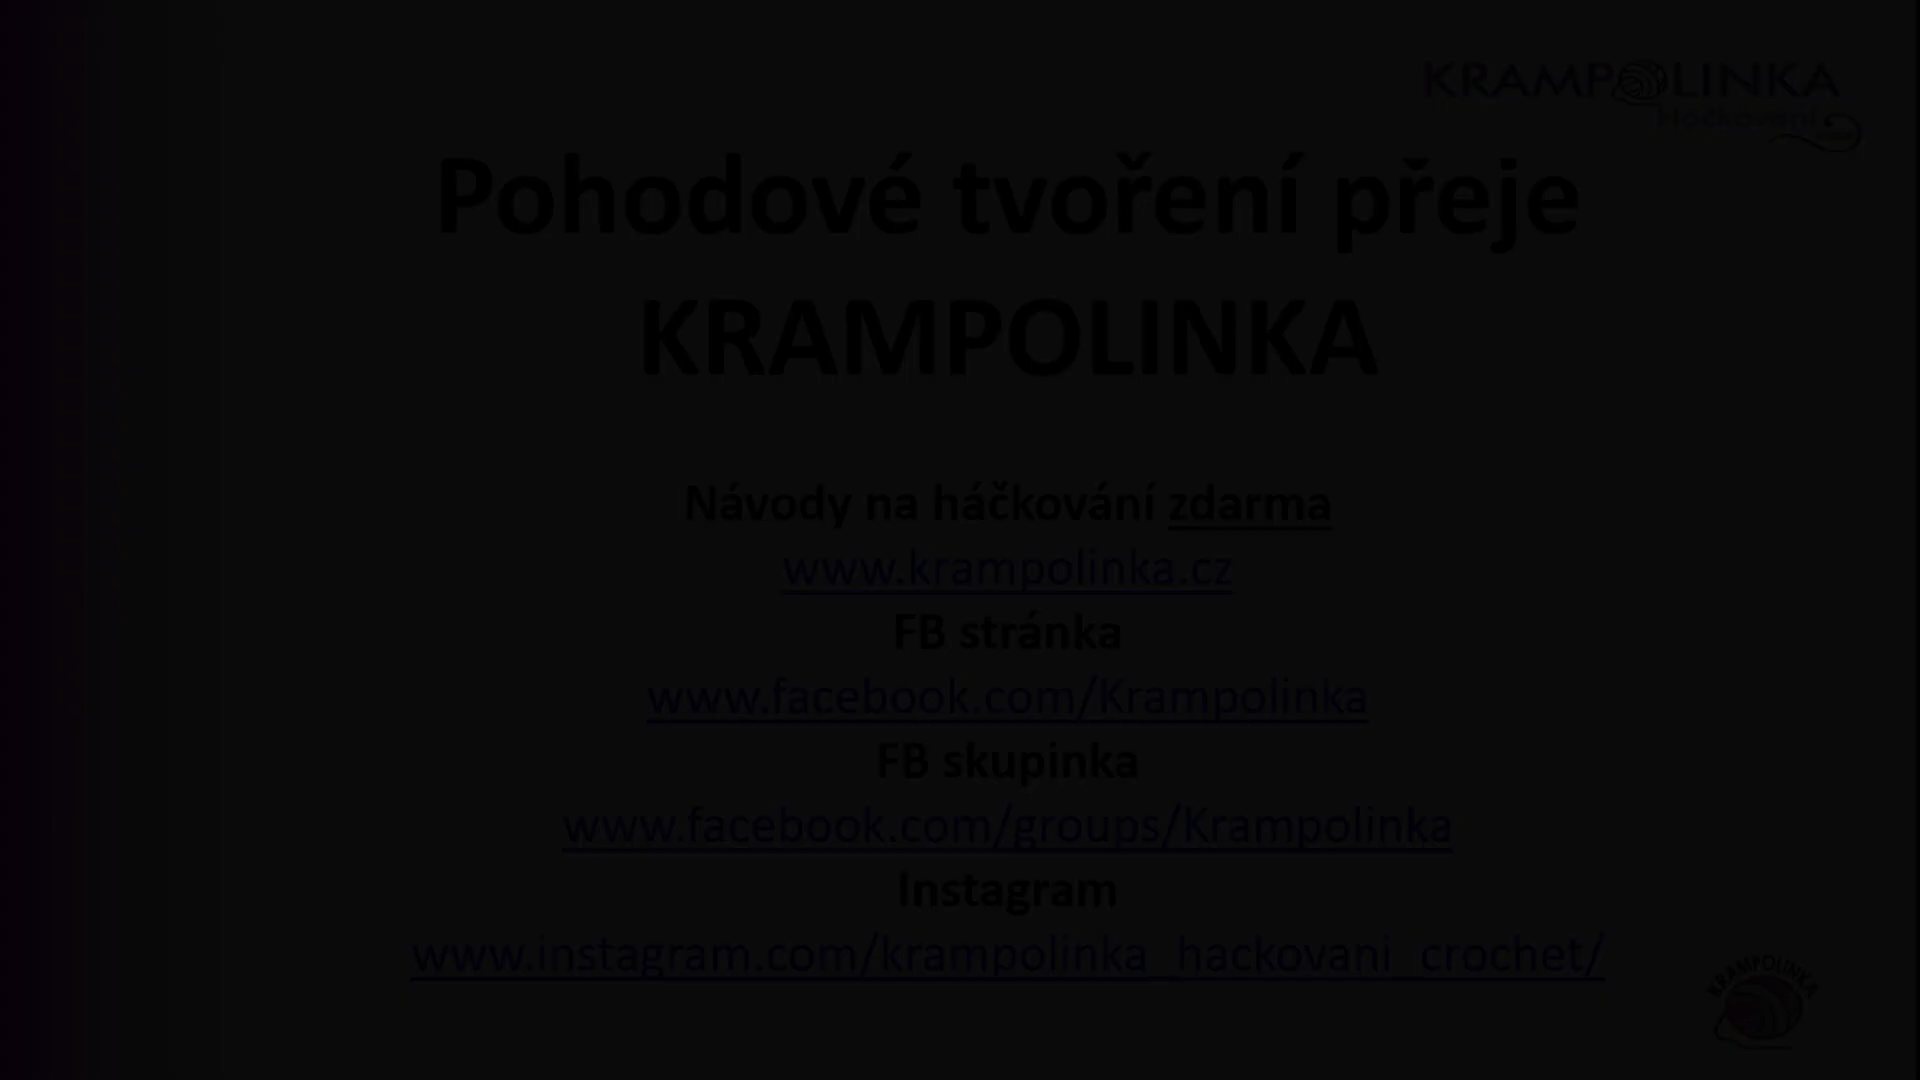 KRAMPOLINKA
Háčkování
Pohodové tvoření přeje
KRAMPOLINKA
Návody na háčkování zdarma
www.krampolinka.cz
FB stránka
www.facebook.com/Krampolinka
FB skupinka
www.facebook.com/groups/Krampolinka
Instagram
www.instagram.com/krampolinka_hackovani_crochet/
KRAMPOLINKA